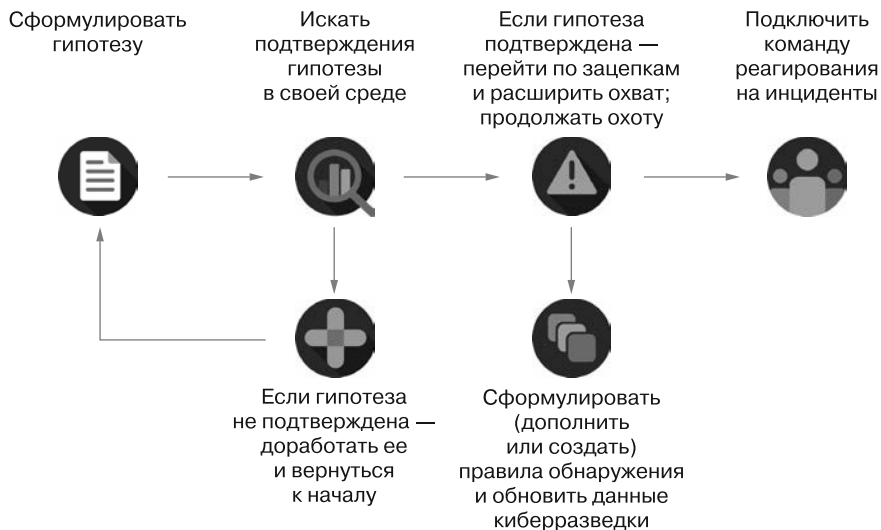 Сформулировать
гипотезу
Искать
подтверждения
гипотезы
в своей среде
Если гипотеза
подтверждена —
перейти по зацепкам
и расширить охват;
продолжать охоту
Подключить
команду
реагирования
на инциденты
Если гипотеза
не подтверждена —
доработать ее
и вернуться
к началу
Сформулировать
(дополнить
или создать)
правила обнаружения
и обновить данные
киберразведки